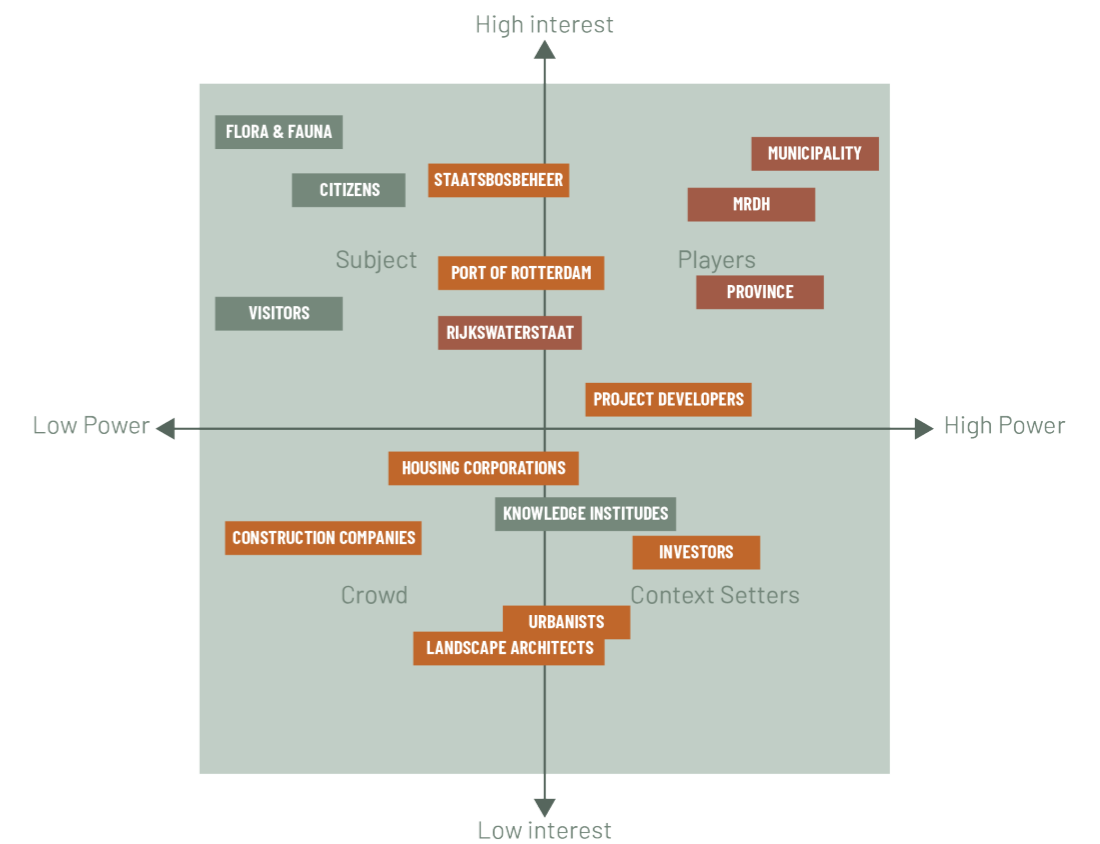 High interest
FLORA & FAUNA
MUNICIPALITY
STAATSBOSBEHEER
CITIZENS
MRDH
Subject
Players
PORT OF ROTTERDAM
PROVINCE
VISITORS
RIJKSWATERSTAAT
PROJECT DEVELOPERS
Low Power
High Power
HOUSING CORPORATIONS
KNOWLEDGE INSTITUDES
CONSTRUCTION COMPANIES
INVESTORS
Crowd
Context Setters
URBANISTS
LANDSCAPE ARCHITECTS
Low interest